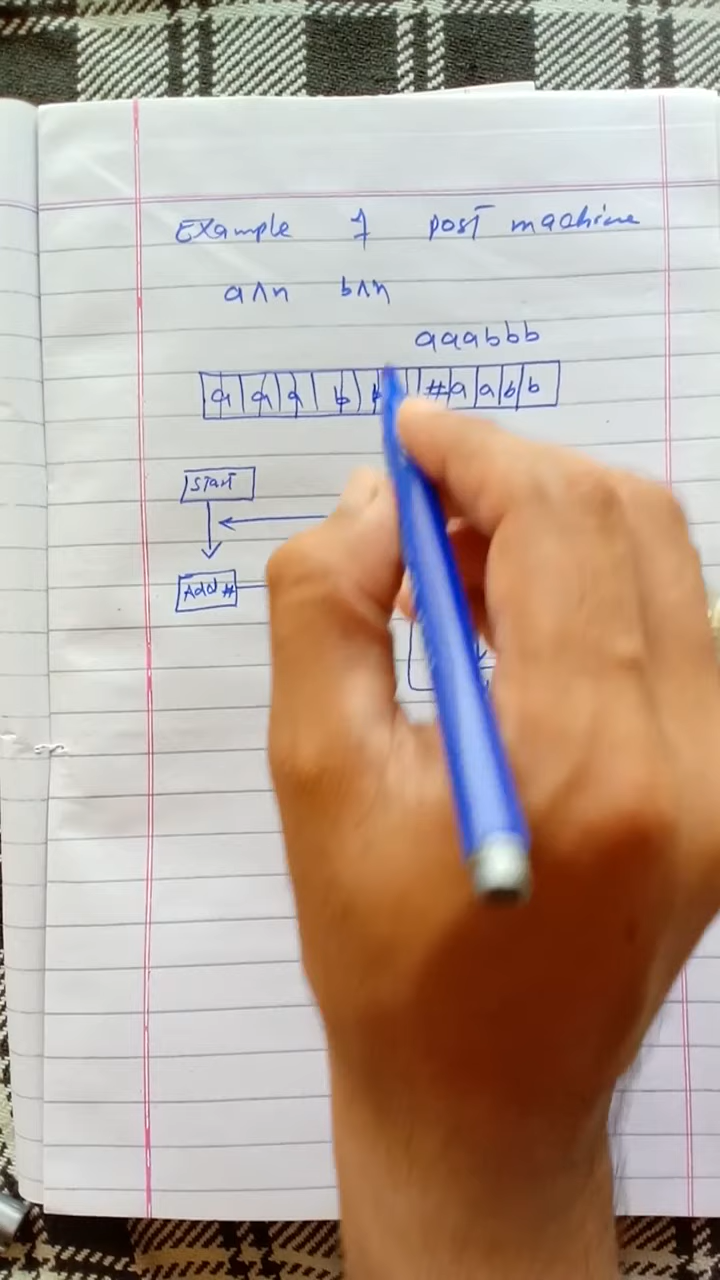 Example of post machine
a^n b^n
aaabbb
a a a b b # a a b b
Start
Add #